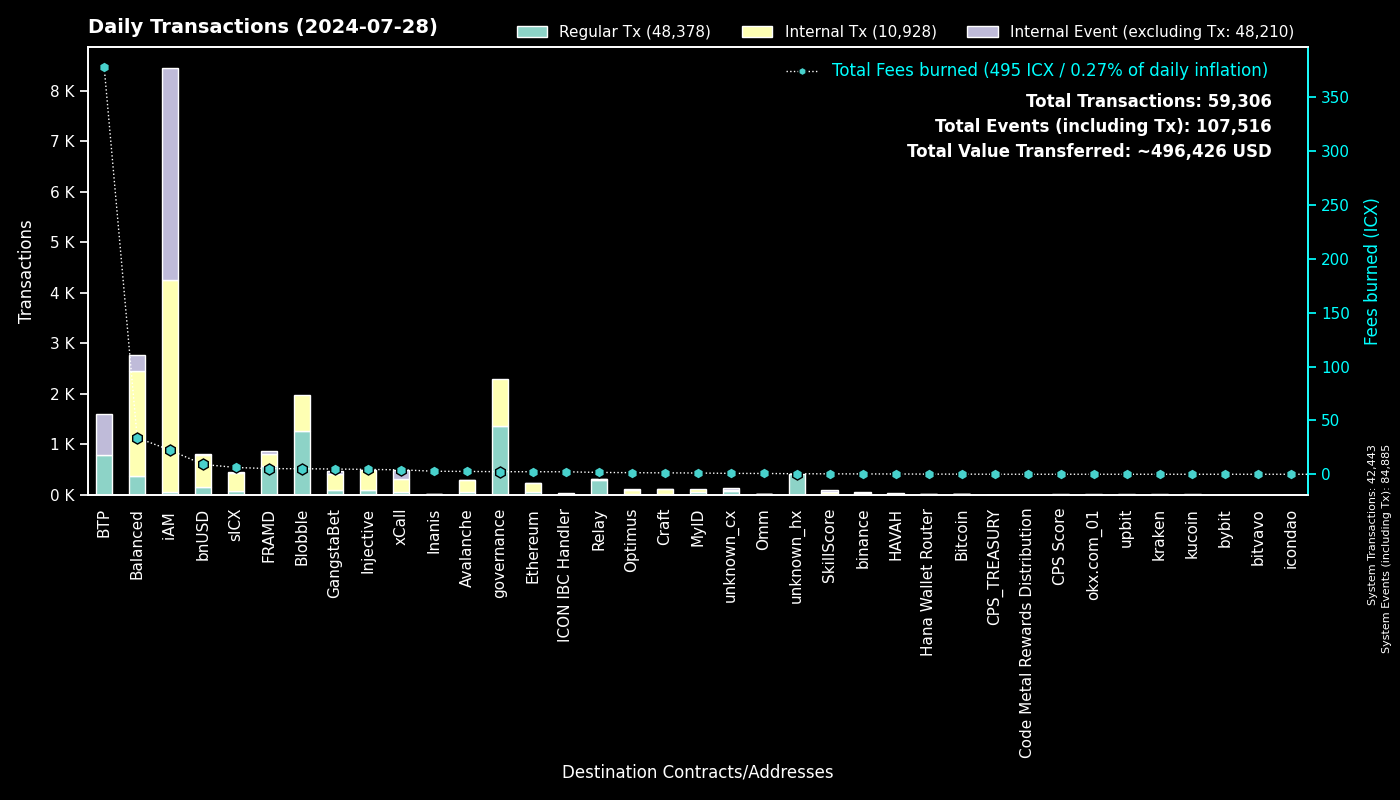 Daily Transactions (2024-07-28)
Regular Tx (48,378)
Internal Tx (10,928)
Internal Event (excluding Tx: 48,210)
Total Fees burned (495 ICX / 0.27% of daily inflation)
Total Transactions: 59,306
Total Events (including Tx): 107,516
Total Value Transferred: ~496,426 USD
Transactions
8 K
7 K
6 K
5 K
4 K
3 K
2 K
1 K
0 K
350
300
250
200
150
100
50
0
Fees burned (ICX)
BTP
Balanced
iAM
bnUSD
sICX
FRAMD
Blobble
GangstaBet
Injective
xCall
Inanis
Avalanche
governance
Ethereum
ICON IBC Handler
Relay
Optimus
Craft
MyID
unknown_cx
Omm
unknown_hx
SkillScore
binance
HAVAH
Hana Wallet Router
Bitcoin
CPS_TREASURY
Code Metal Rewards Distribution
CPS Score
okx.com_01
upbit
kraken
kucoin
bybit
bitvavo
icondao
Destination Contracts/Addresses
System Transactions: 42,443
System Events (including Tx): 84,885